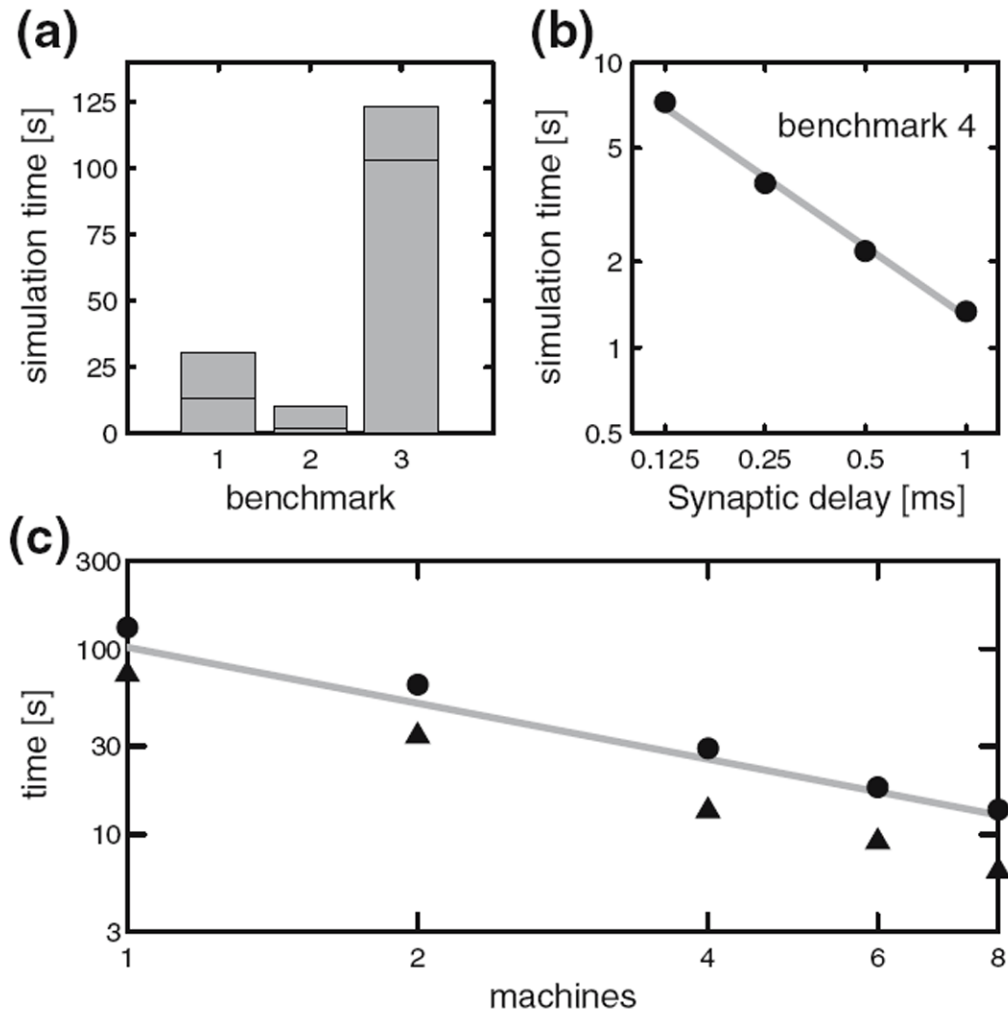 (a)
simulation time [s]
125
100
75
50
25
0
1 2 3
benchmark
(b)
simulation time [s]
10
5
2
1
0.5
benchmark 4
0.125 0.25 0.5 1
Synaptic delay [ms]
(c)
time [s]
300
100
30
10
3
1 2 4 6 8
machines